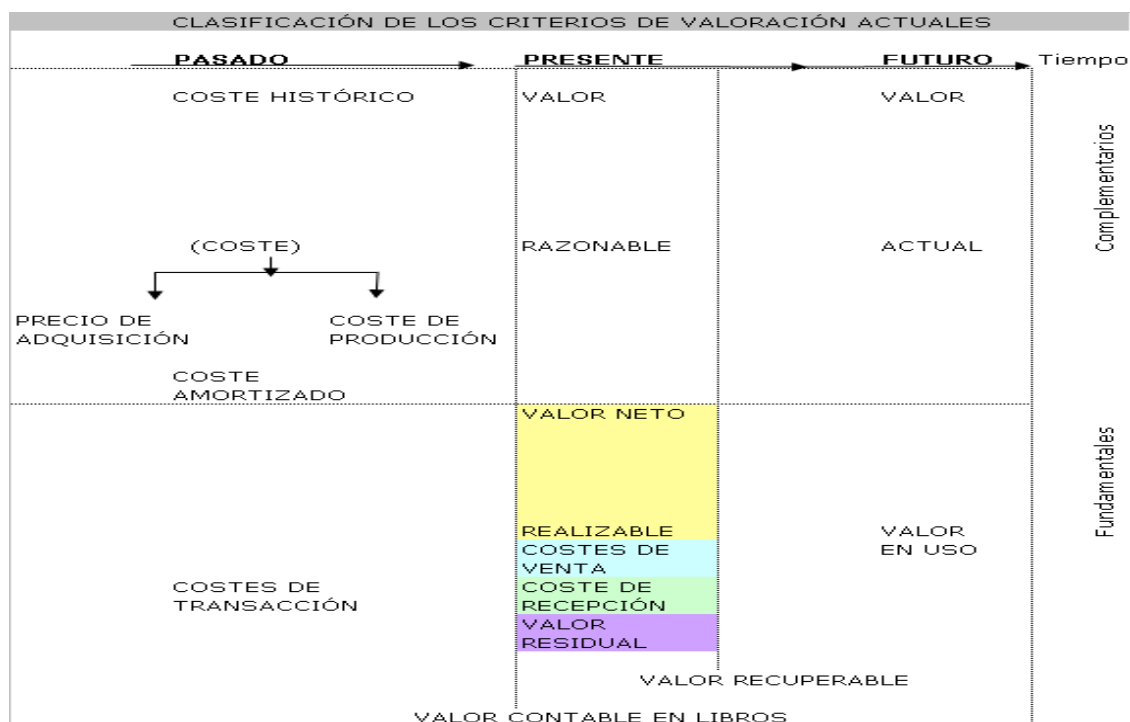 CLASIFICACIÓN DE LOS CRITERIOS DE VALORACIÓN ACTUALES
PASADO
PRESENTE
FUTURO
Tiempo
COSTE HISTÓRICO
VALOR
VALOR
Complementarios
(COSTE)
RAZONABLE
ACTUAL
PRECIO DE
ADQUISICIÓN
COSTE DE
PRODUCCIÓN
COSTE
AMORTIZADO
VALOR NETO
Fundamentales
REALIZABLE
VALOR
EN USO
COSTES DE
VENTA
COSTES DE
TRANSACCIÓN
COSTE DE
RECEPCIÓN
VALOR
RESIDUAL
VALOR RECUPERABLE
VALOR CONTABLE EN LIBROS